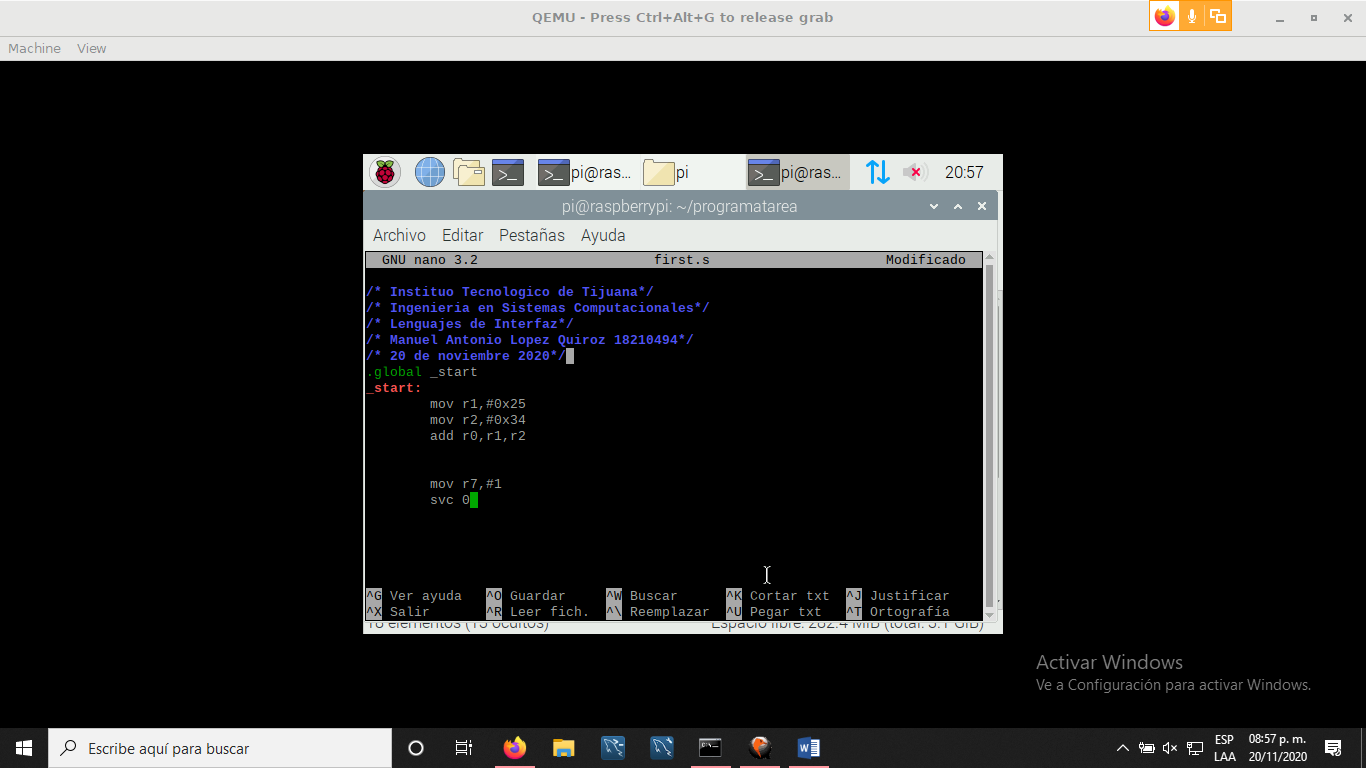 QEMU - Press Ctrl+Alt+G to release grab
Machine View
pi@ras... pi pi@ras... 20:57
pi@raspberrypi: ~/programatarea
Archivo Editar Pestañas Ayuda
GNU nano 3.2 first.s Modificado
/* Instituo Tecnologico de Tijuana*/
/* Ingenieria en Sistemas Computacionales*/
/* Lenguajes de Interfaz*/
/* Manuel Antonio Lopez Quiroz 18210494*/
/* 20 de noviembre 2020*/
.global _start
_start:
mov r1,#0x25
mov r2,#0x34
add r0,r1,r2
mov r7,#1
svc 0
^G Ver ayuda ^O Guardar ^W Buscar ^K Cortar txt ^J Justificar
^X Salir ^R Leer fich. ^\ Reemplazar ^U Pegar txt ^T Ortografía
elementos (15 ocultos) Espacio libre: 282.4 MiB (total: 3.1 GiB)
Activar Windows
Ve a Configuración para activar Windows.
Escribe aquí para buscar
ESP 08:57 p. m.
LAA 20/11/2020